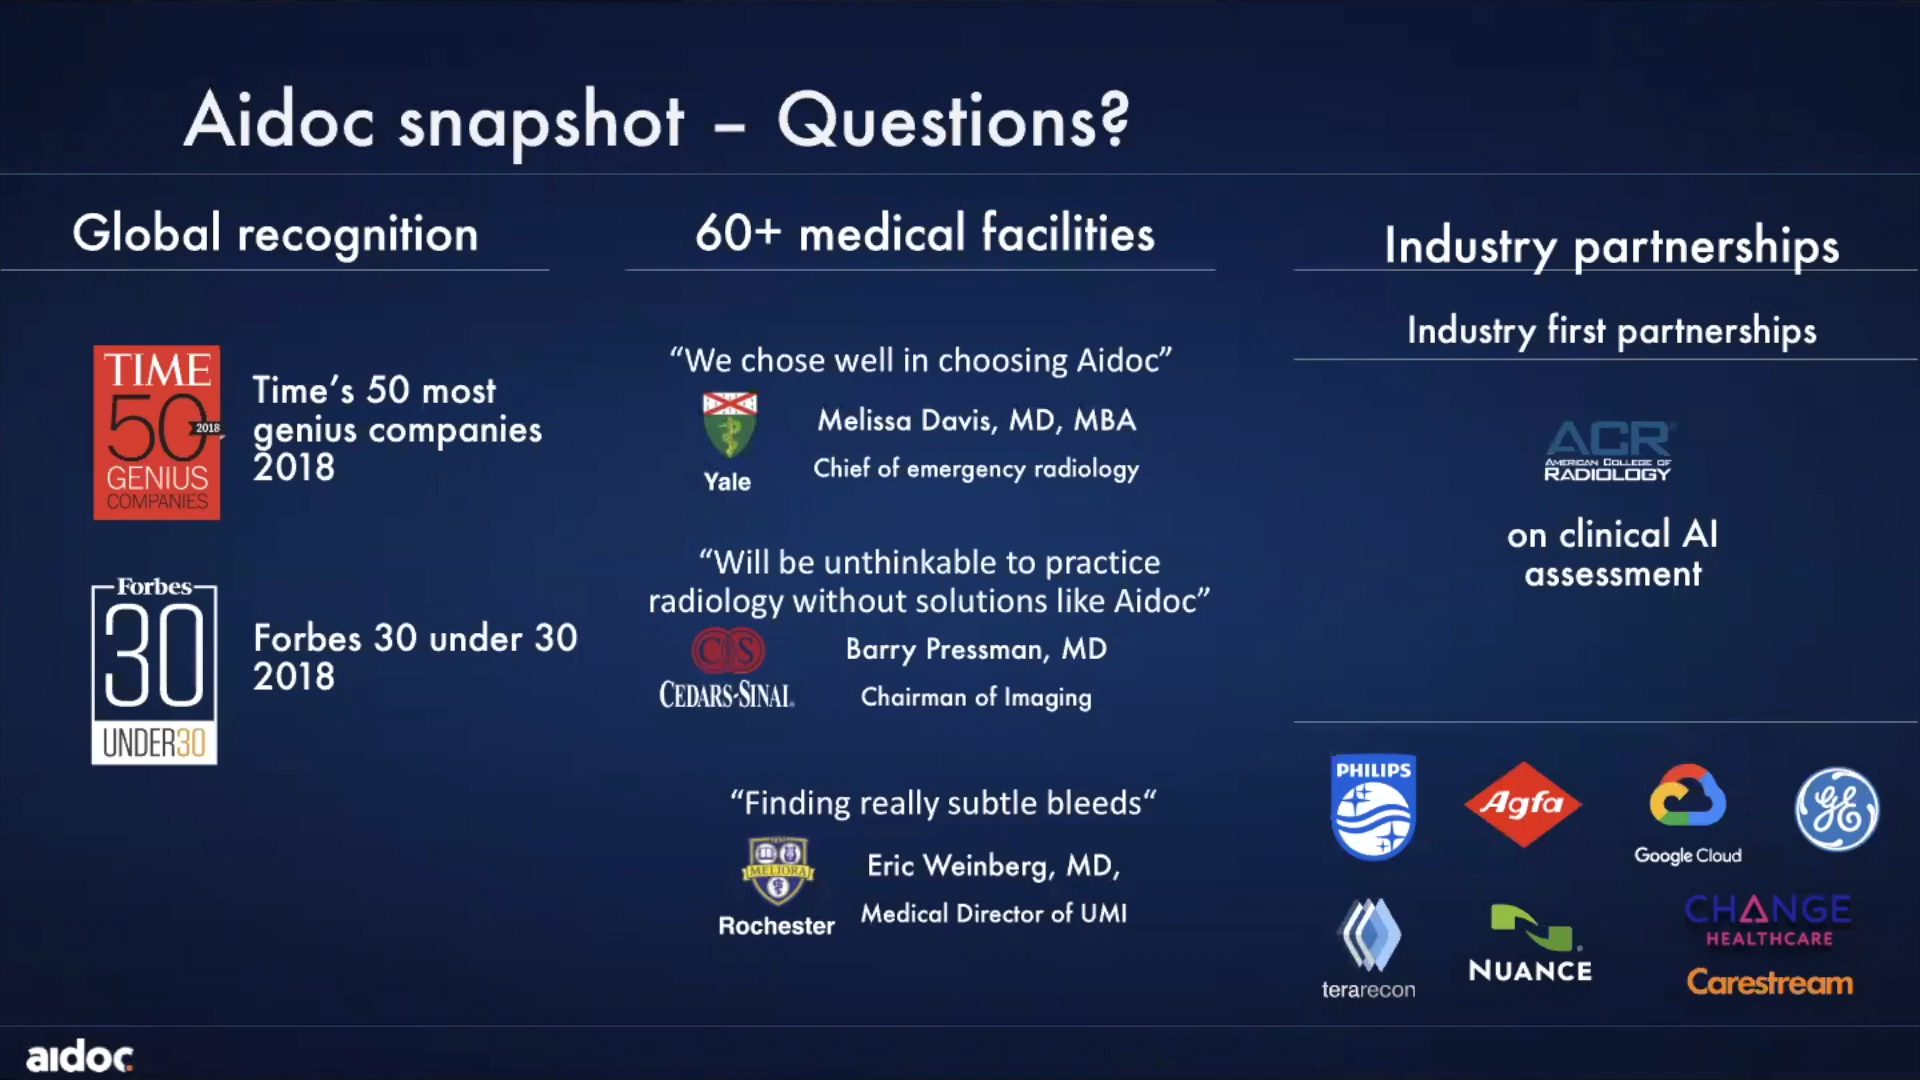 Aidoc snapshot – Questions?
Global recognition
TIME
50
2018
GENIUS
COMPANIES
Time's 50 most
genius companies
2018
Forbes
30
UNDER30
Forbes 30 under 30
2018
60+ medical facilities
“We chose well in choosing Aidoc”
Yale
Melissa Davis, MD, MBA
Chief of emergency radiology
“Will be unthinkable to practice
radiology without solutions like Aidoc”
CEDARS-SINAI
Barry Pressman, MD
Chairman of Imaging
“Finding really subtle bleeds“
MELIORA
Rochester
Eric Weinberg, MD,
Medical Director of UMI
Industry partnerships
Industry first partnerships
ACR®
AMERICAN COLLEGE OF
RADIOLOGY
on clinical AI
assessment
PHILIPS
Agfa
Google Cloud
GE
terarecon
NUANCE
CHANGE
HEALTHCARE
Carestream
aidoc.